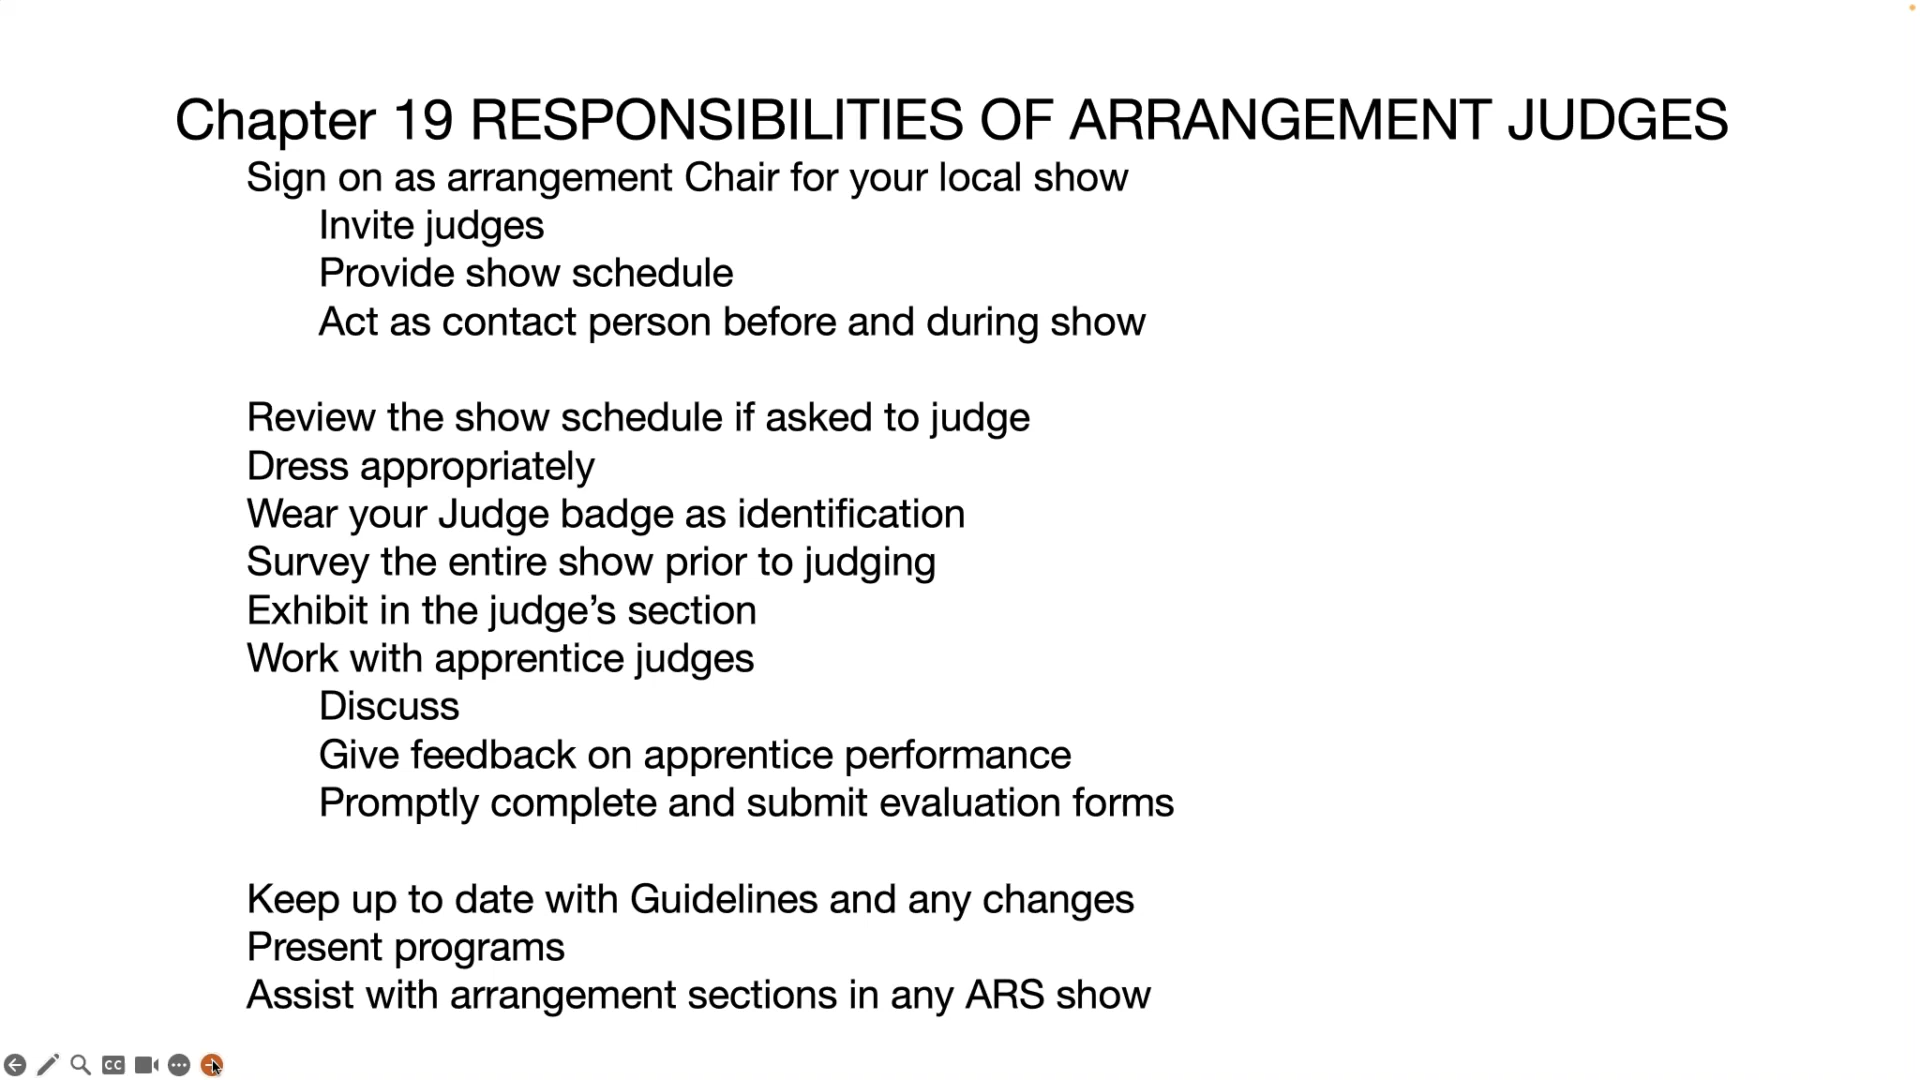 Chapter 19 RESPONSIBILITIES OF ARRANGEMENT JUDGES
Sign on as arrangement Chair for your local show
Invite judges
Provide show schedule
Act as contact person before and during show
Review the show schedule if asked to judge
Dress appropriately
Wear your Judge badge as identification
Survey the entire show prior to judging
Exhibit in the judge’s section
Work with apprentice judges
Discuss
Give feedback on apprentice performance
Promptly complete and submit evaluation forms
Keep up to date with Guidelines and any changes
Present programs
Assist with arrangement sections in any ARS show
CC